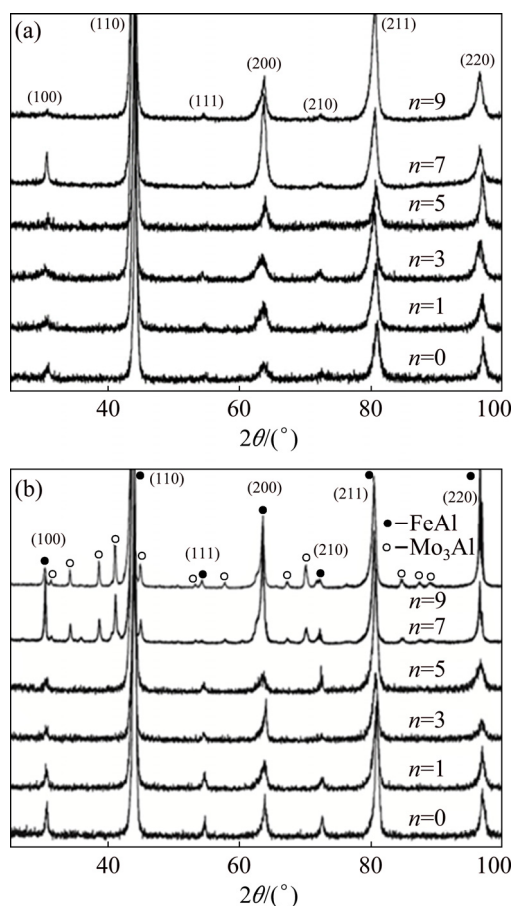 (a)
(110)
(211)
(200)
(220)
(100)
(111)
(210)
n=9
n=7
n=5
n=3
n=1
n=0
40
60
80
100
2θ/(°)
(b)
(110)
(200)
(211)
(220)
●—FeAl
(100)
(111)
(210)
○—Mo₃Al
n=9
n=7
n=5
n=3
n=1
n=0
40
60
80
100
2θ/(°)